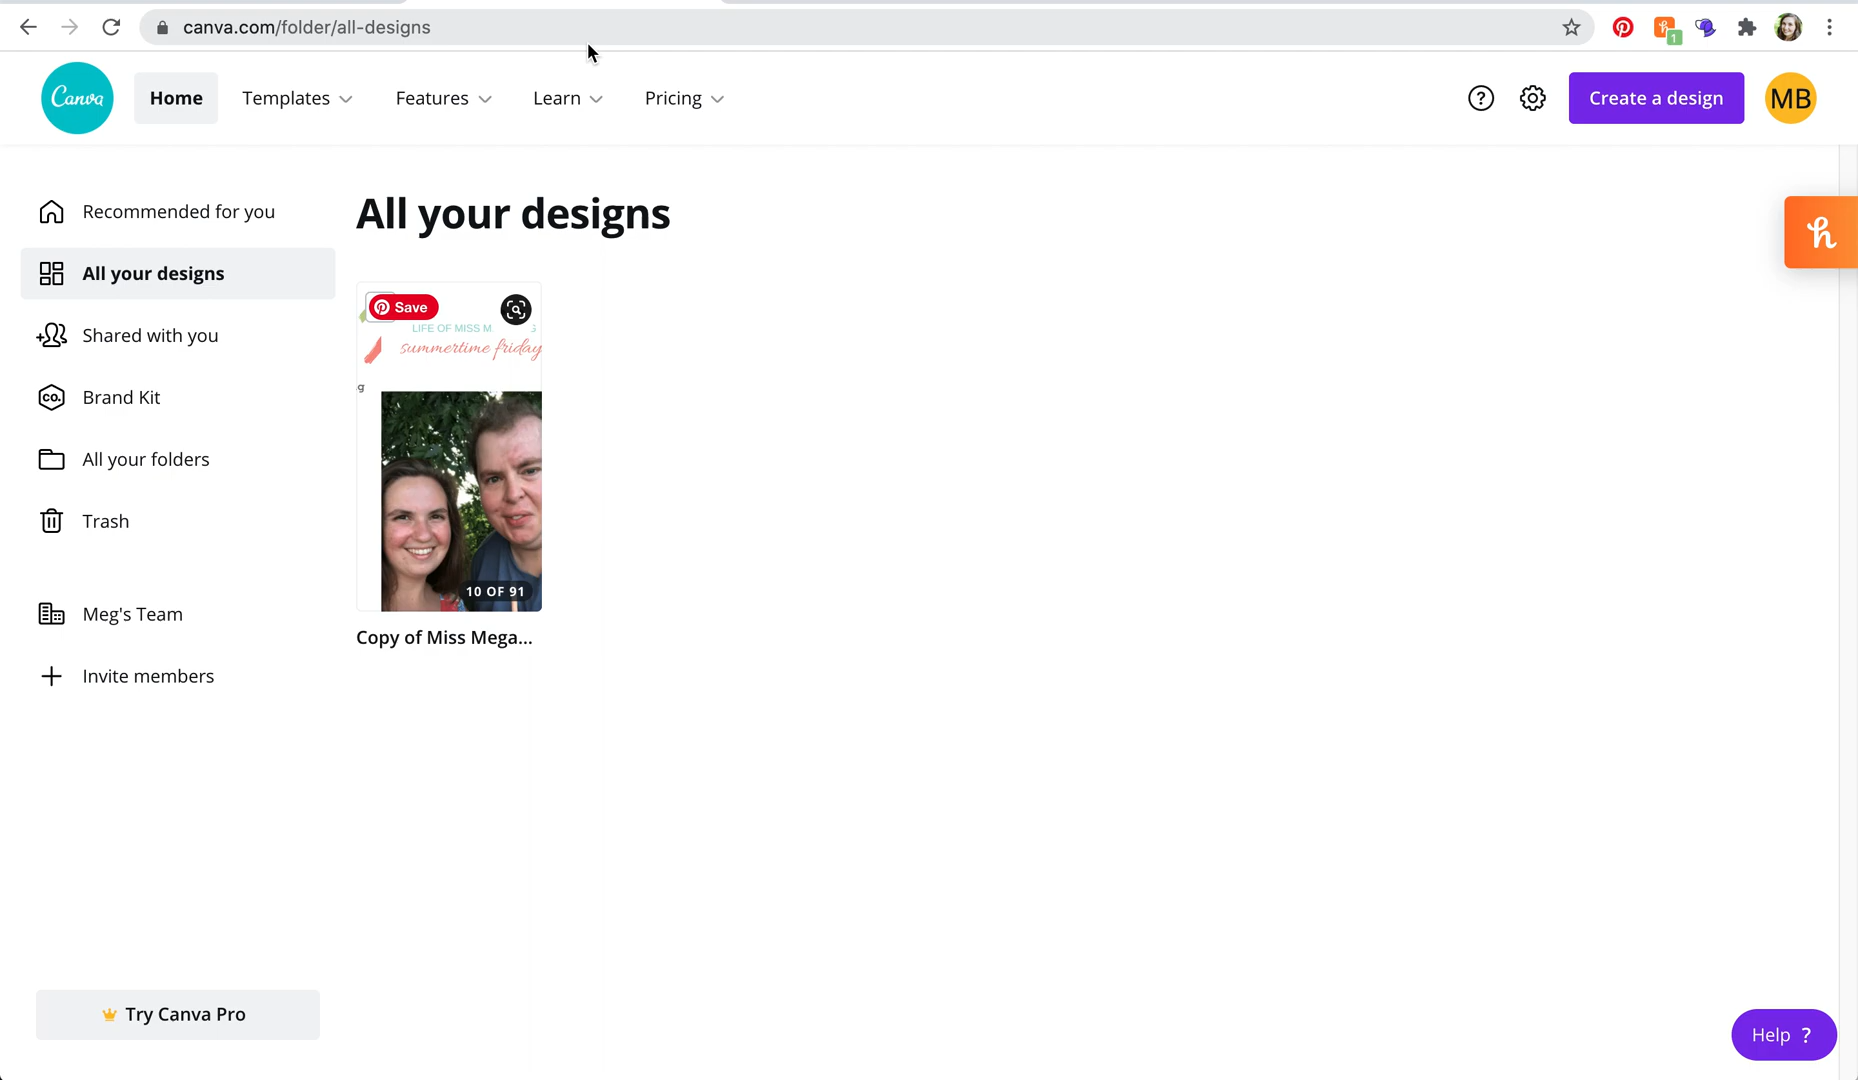 canva.com/folder/all-designs
1
Canva
Home
Templates
Features
Learn
Pricing
?
Create a design
MB
Recommended for you
All your designs
Shared with you
CO.
Brand Kit
All your folders
Trash
Meg's Team
Invite members
Try Canva Pro
All your designs
Save
LIFE OF MISS M
summertime friday
g
10 OF 91
Copy of Miss Mega...
h
Help ?